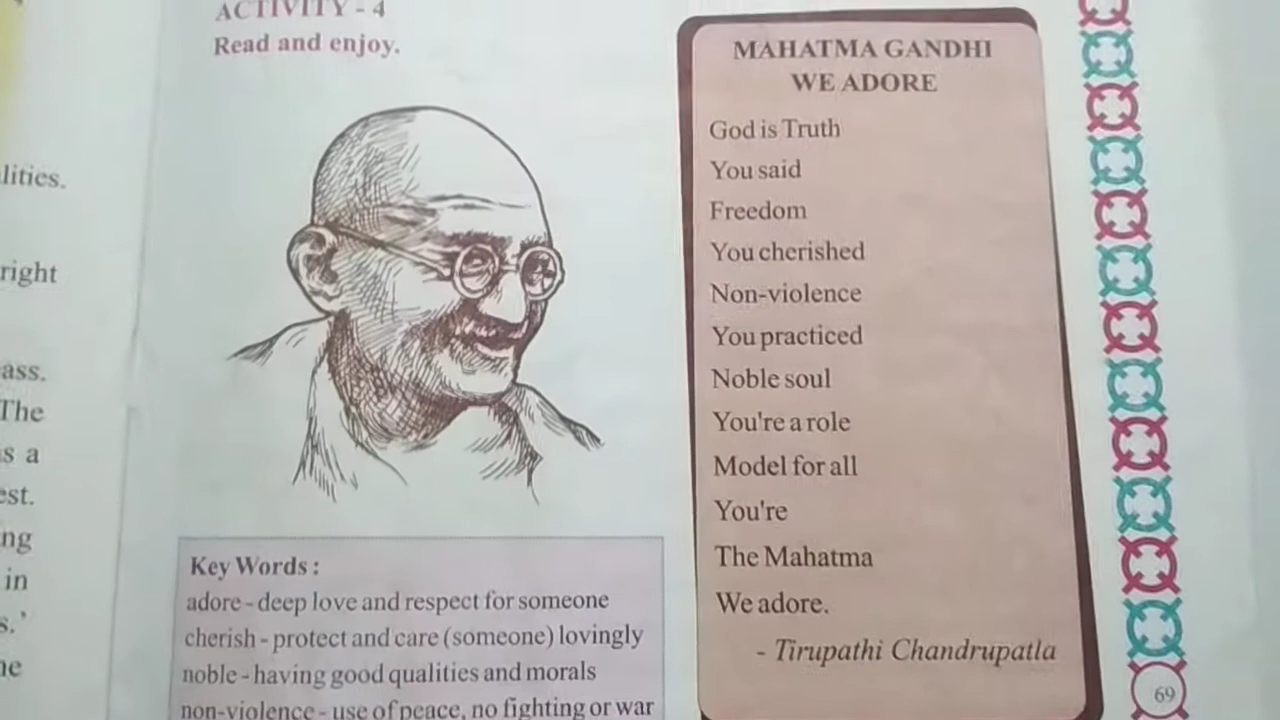 lities.
right
ass.
The
s a
est.
ng
in
s.'
ne
ACTIVITY - 4
Read and enjoy.
Key Words :
adore - deep love and respect for someone
cherish - protect and care (someone) lovingly
noble - having good qualities and morals
non-violence - use of peace, no fighting or war
MAHATMA GANDHI
WE ADORE
God is Truth
You said
Freedom
You cherished
Non-violence
You practiced
Noble soul
You're a role
Model for all
You're
The Mahatma
We adore.
- Tirupathi Chandrupatla
69